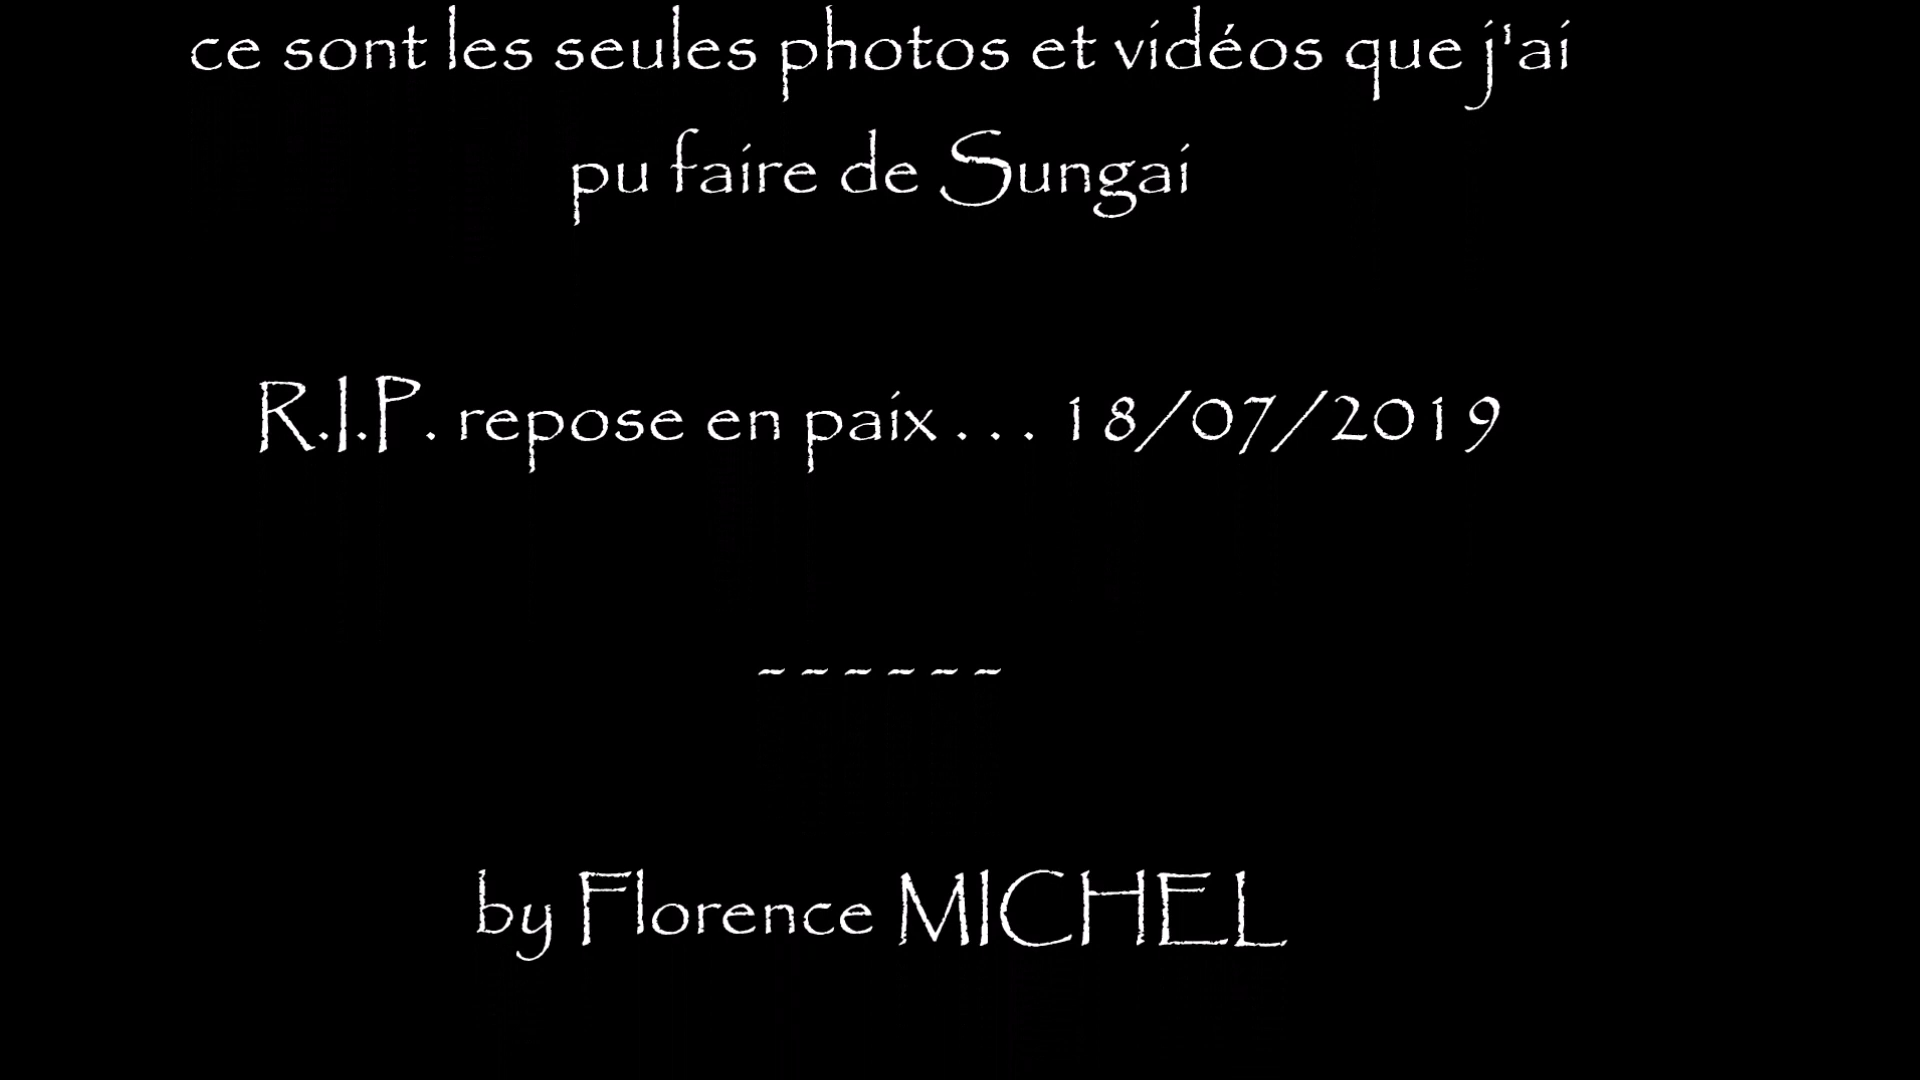 ce sont les seules photos et vidéos que j'ai
pu faire de Sungai
R.I.P. repose en paix . . . 18/07/2019
~ ~ ~ ~ ~ ~
by Florence MICHEL